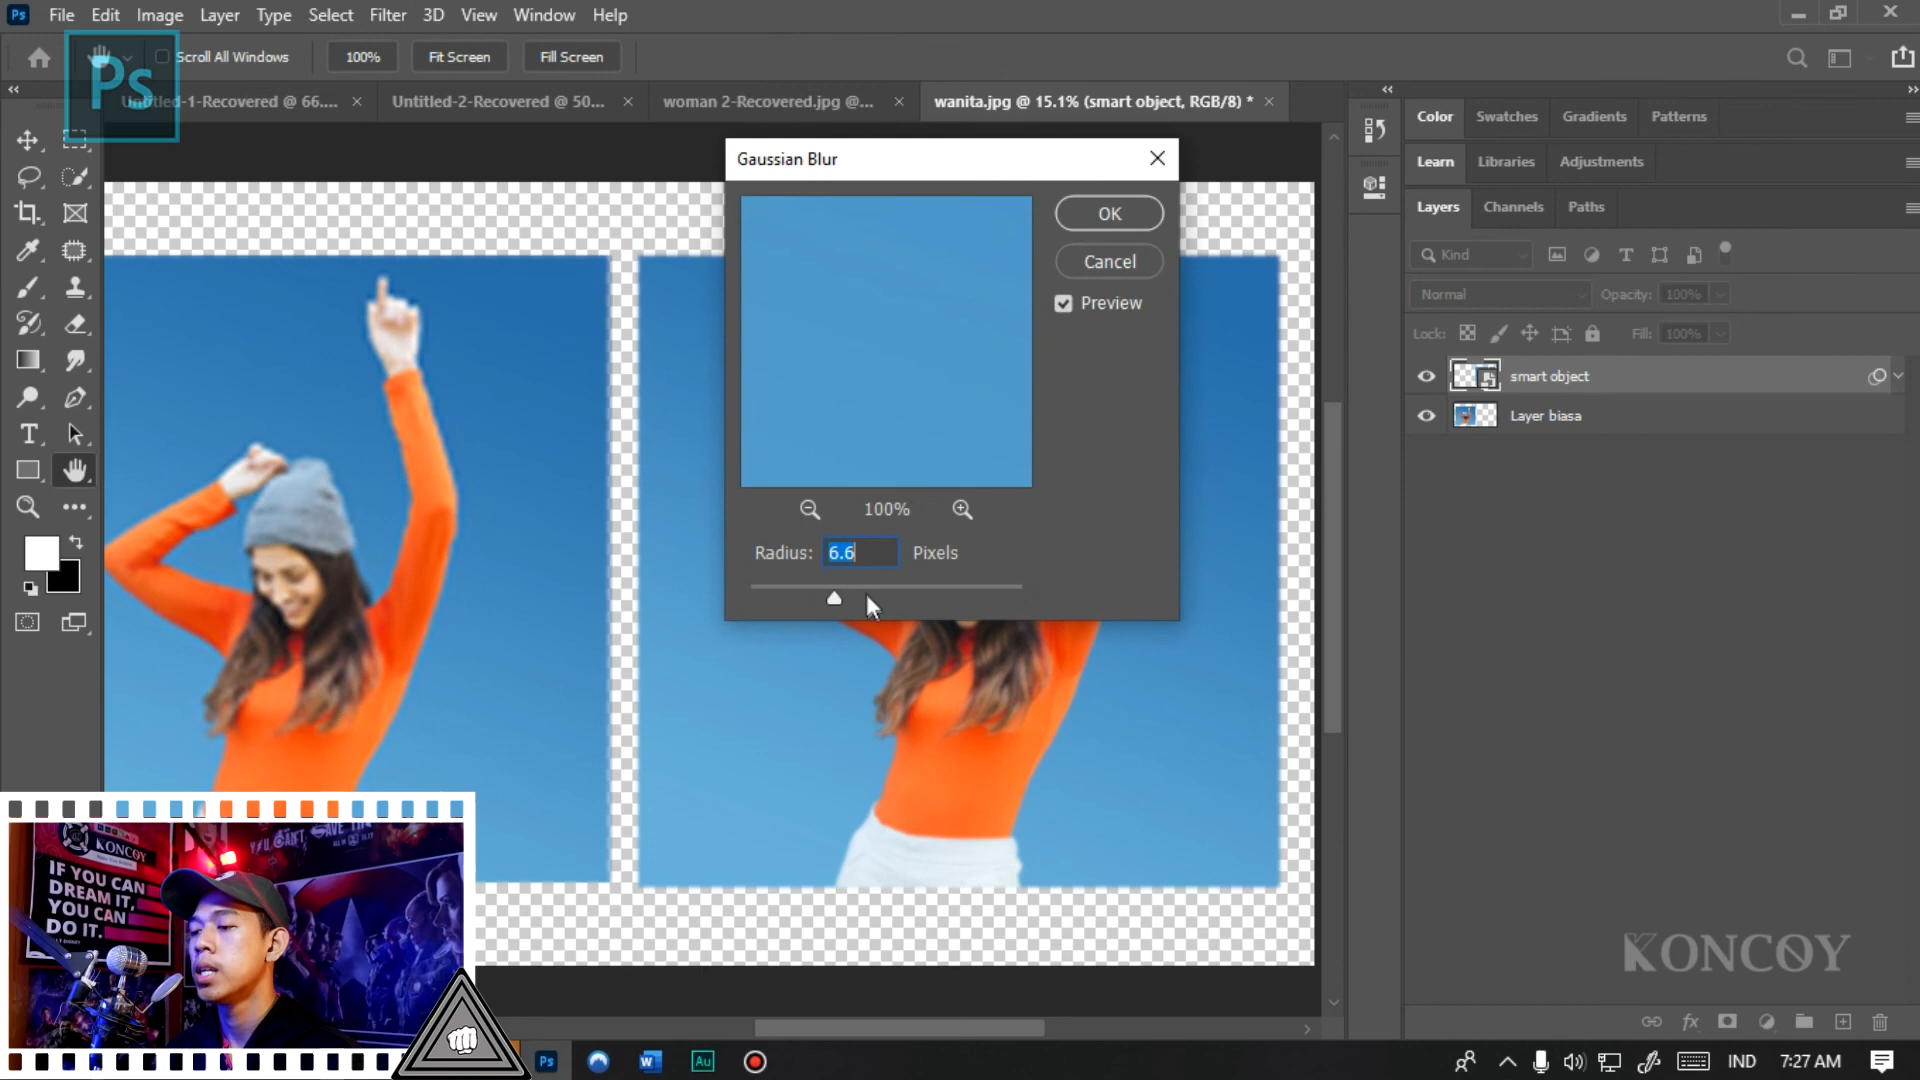 Ps File Edit Image Layer Type Select Filter 3D View Window Help
Ps
Scroll All Windows 100% Fit Screen Fill Screen
Untitled-1-Recovered @ 66.... Untitled-2-Recovered @ 50... woman 2-Recovered.jpg @... wanita.jpg @ 15.1% (smart object, RGB/8) *
Color Swatches Gradients Patterns
Learn Libraries Adjustments
Layers Channels Paths
Kind
Normal Opacity: 100%
Lock: Fill: 100%
smart object
Layer biasa
Gaussian Blur
OK
Cancel
Preview
100%
Radius: 6.6 Pixels
KONCOY
IF YOU CAN
DREAM IT,
YOU CAN
DO IT.
KONCOY
Ps W Au
IND 7:27 AM